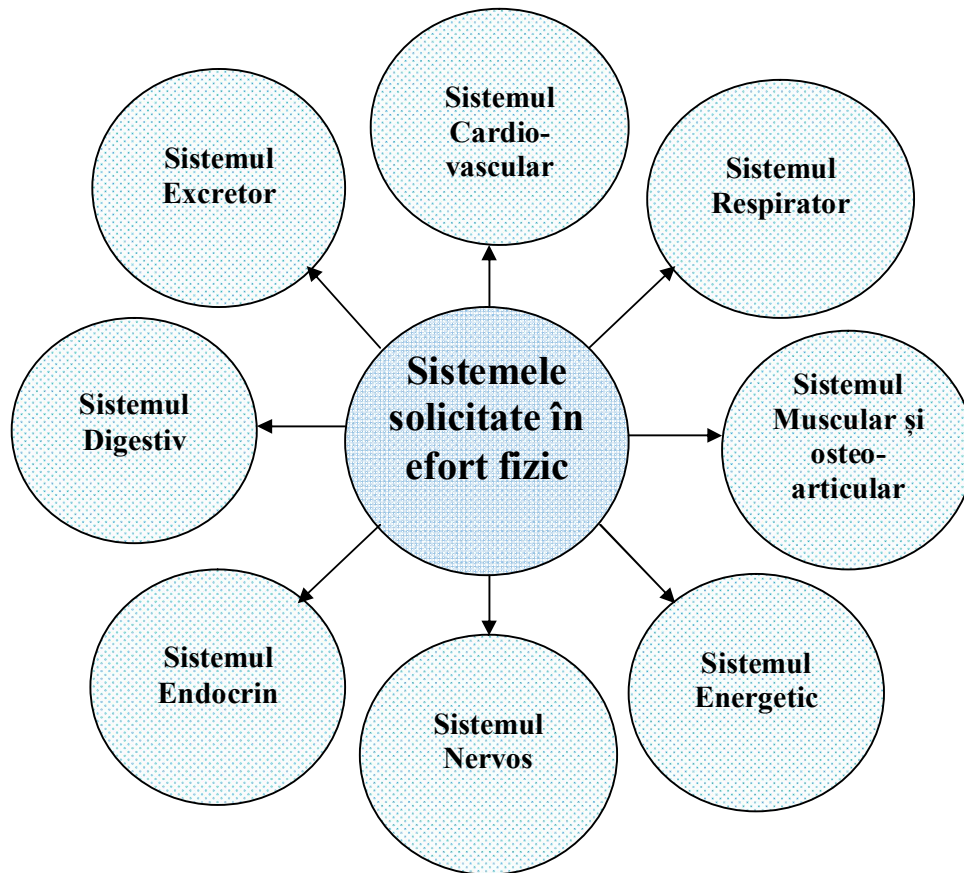 Sistemul
Cardio-
vascular
Sistemul
Excretor
Sistemul
Respirator
Sistemele
solicitate în
efort fizic
Sistemul
Digestiv
Sistemul
Muscular și
osteo-
articular
Sistemul
Endocrin
Sistemul
Nervos
Sistemul
Energetic